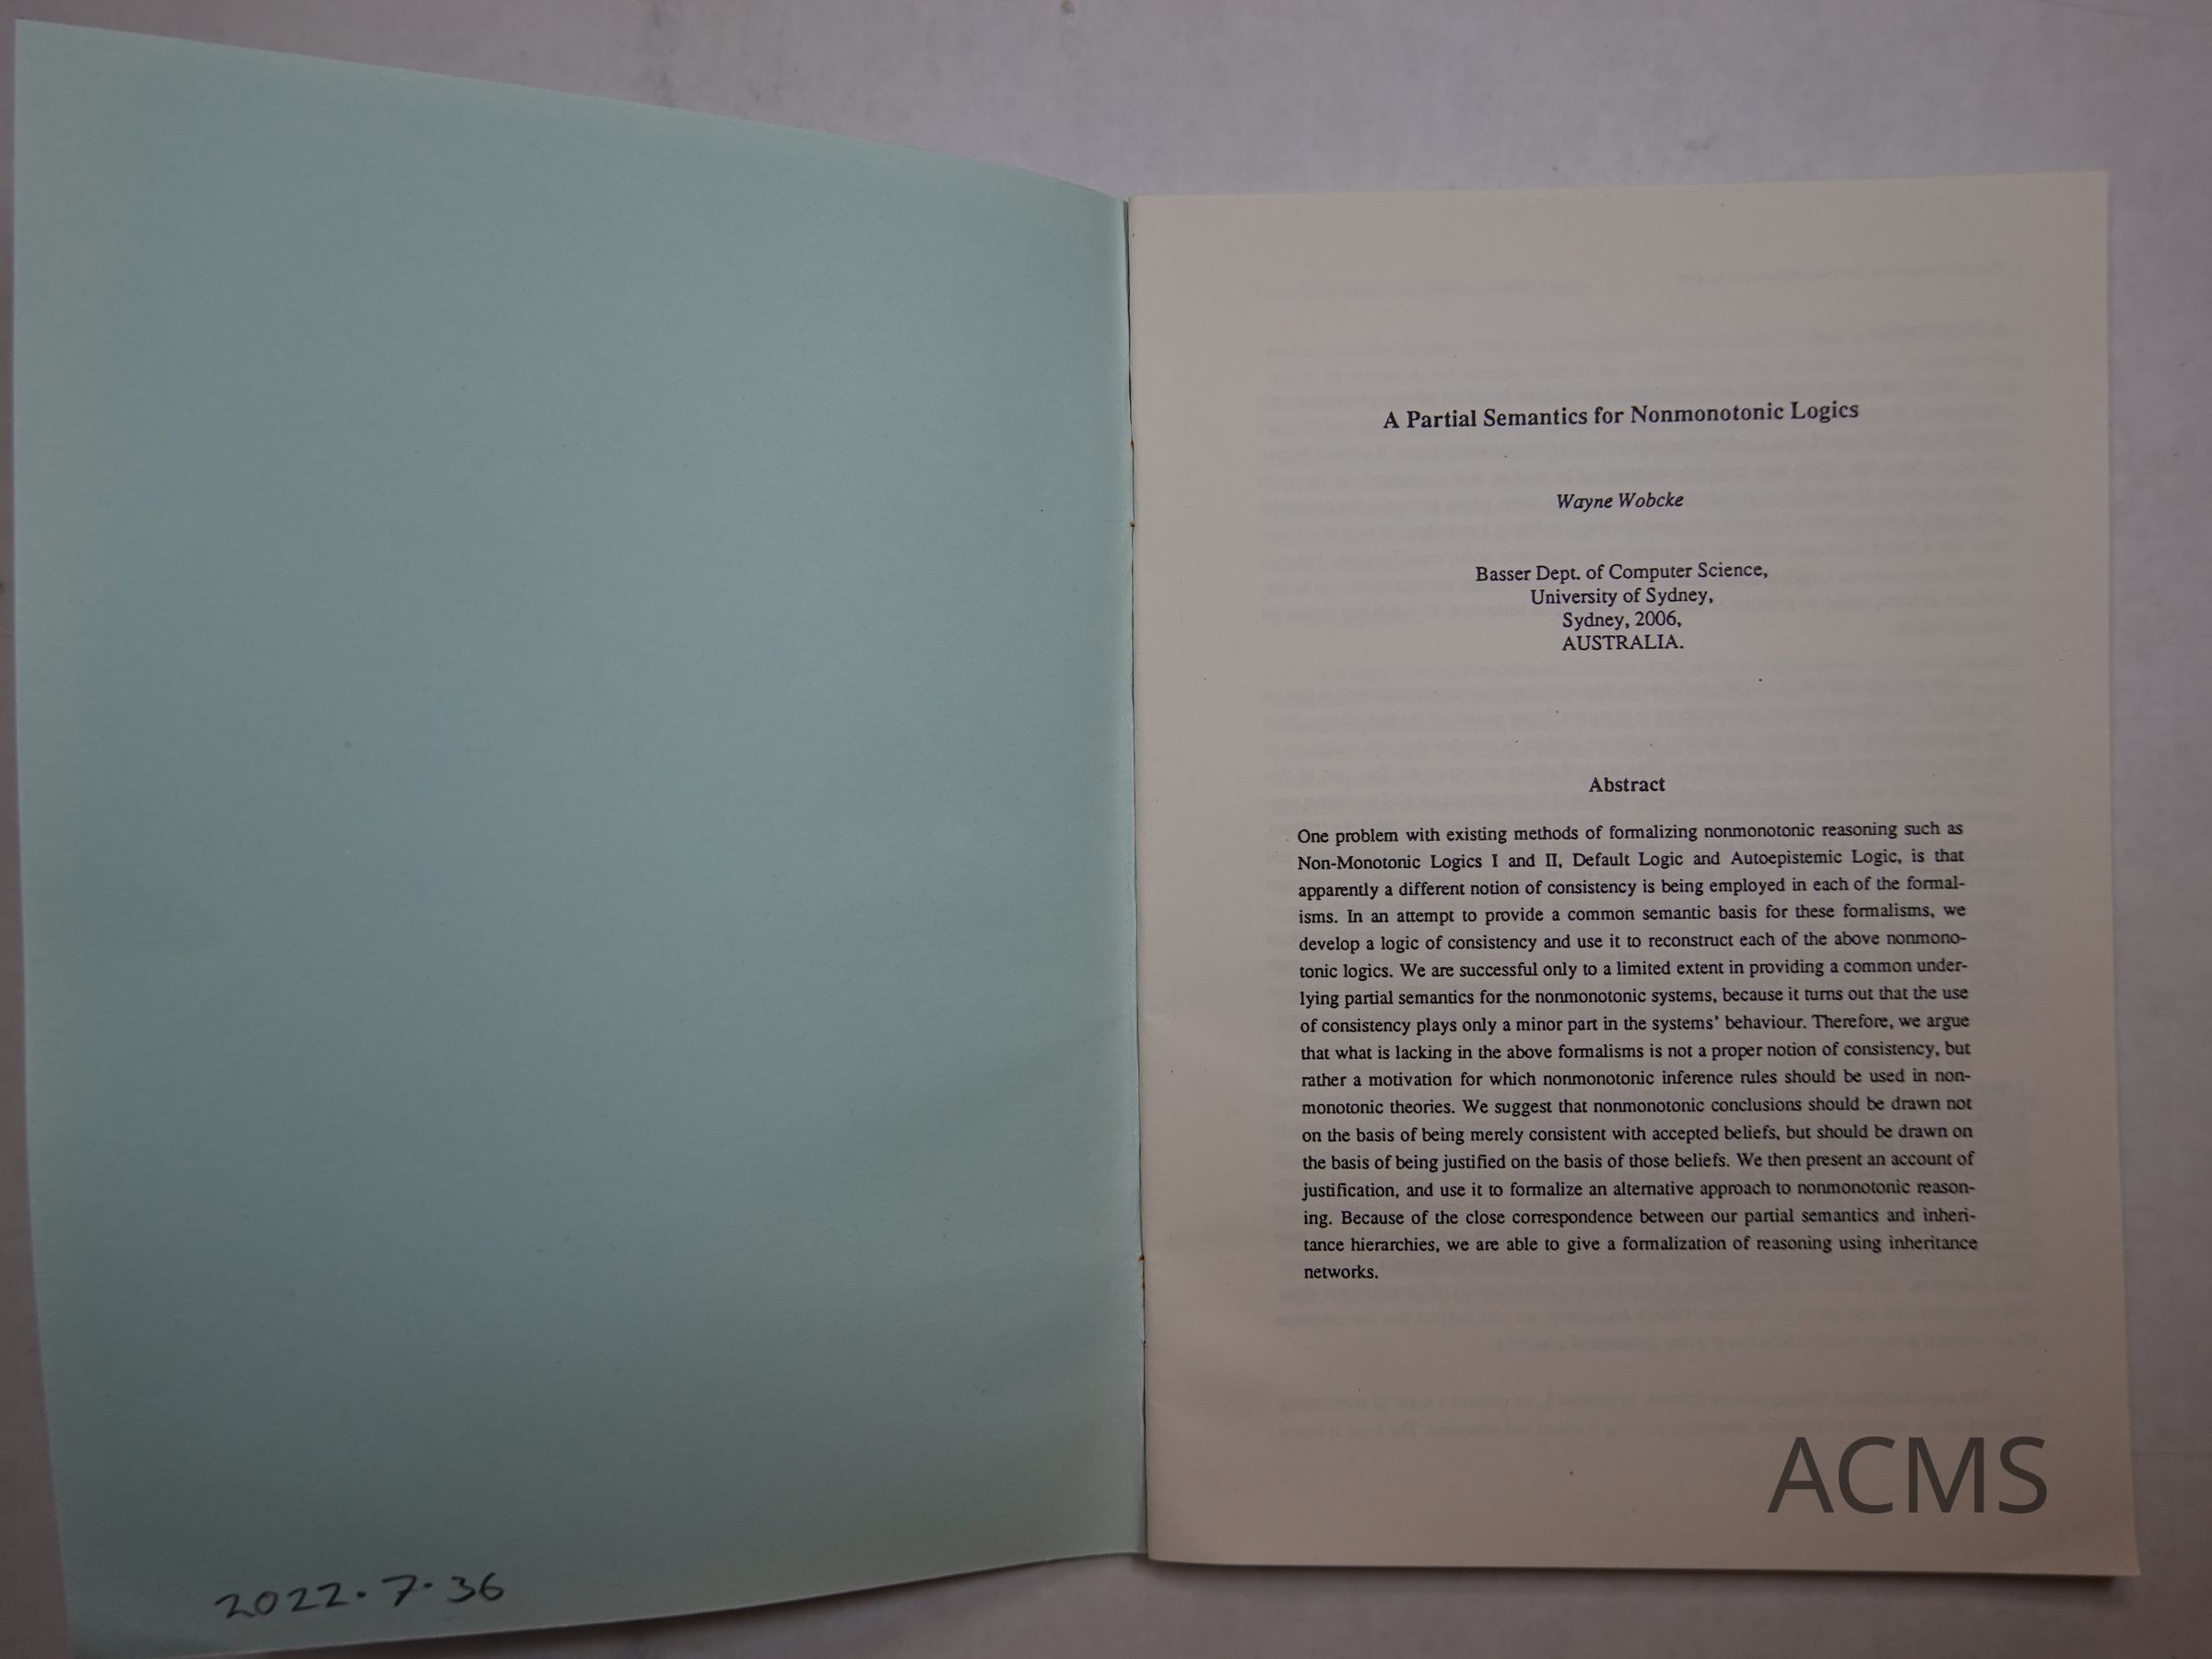 2022.7.36
A Partial Semantics for Nonmonotonic Logics
Wayne Wobcke
Basser Dept. of Computer Science,
University of Sydney,
Sydney, 2006,
AUSTRALIA.
Abstract
One problem with existing methods of formalizing nonmonotonic reasoning such as
Non-Monotonic Logics I and II, Default Logic and Autoepistemic Logic, is that
apparently a different notion of consistency is being employed in each of the formal-
isms. In an attempt to provide a common semantic basis for these formalisms, we
develop a logic of consistency and use it to reconstruct each of the above nonmono-
tonic logics. We are successful only to a limited extent in providing a common under-
lying partial semantics for the nonmonotonic systems, because it turns out that the use
of consistency plays only a minor part in the systems' behaviour. Therefore, we argue
that what is lacking in the above formalisms is not a proper notion of consistency, but
rather a motivation for which nonmonotonic inference rules should be used in non-
monotonic theories. We suggest that nonmonotonic conclusions should be drawn not
on the basis of being merely consistent with accepted beliefs, but should be drawn on
the basis of being justified on the basis of those beliefs. We then present an account of
justification, and use it to formalize an alternative approach to nonmonotonic reason-
ing. Because of the close correspondence between our partial semantics and inheri-
tance hierarchies, we are able to give a formalization of reasoning using inheritance
networks.
ACMS